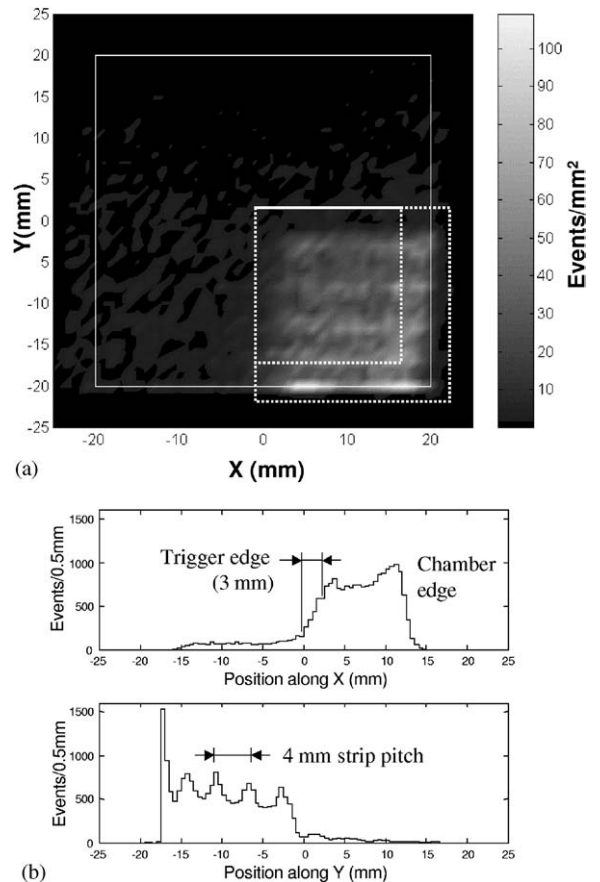 25
20
15
10
5
0
-5
-10
-15
-20
-25
Y(mm)
-20
-10
0
10
20
X (mm)
(a)
100
90
80
70
60
50
40
30
20
10
Events/mm²
1500
1000
500
0
Events/0.5mm
Trigger edge
(3 mm)
Chamber
edge
-25 -20 -15 -10 -5 0 5 10 15 20 25
Position along X (mm)
1500
1000
500
0
Events/0.5mm
4 mm strip pitch
-25 -20 -15 -10 -5 0 5 10 15 20 25
Position along Y (mm)
(b)